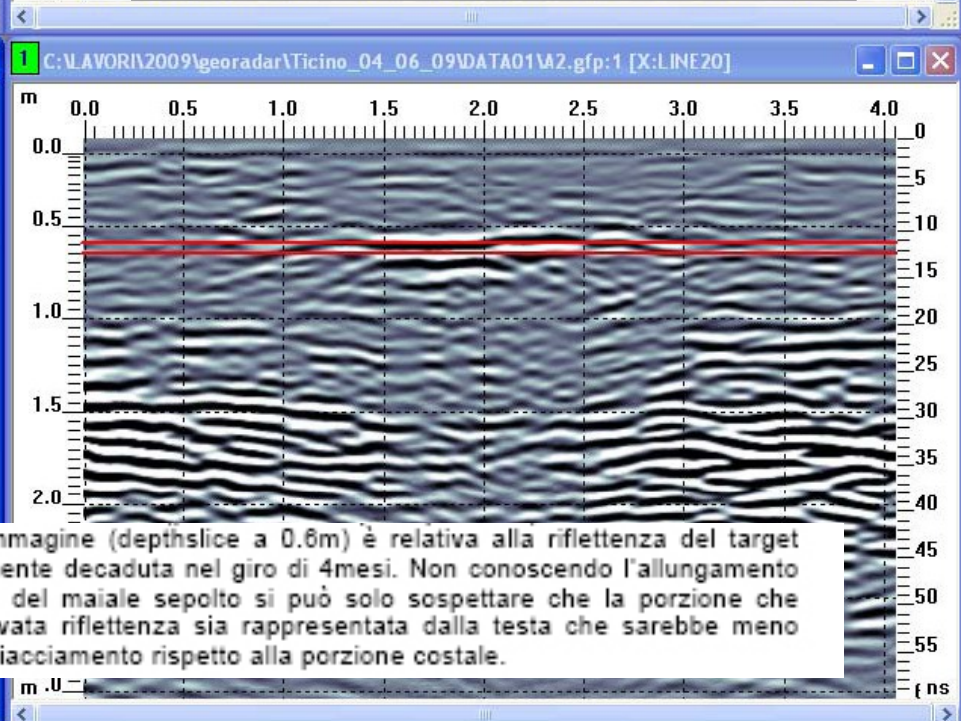 1 C:\LAVORI\2009\georadar\Ticino_04_06_09\DATA01\A2.gfp:1 [X:LINE20]
m 0.0 0.5 1.0 1.5 2.0 2.5 3.0 3.5 4.0
0.0 0
5
0.5 10
15
1.0 20
25
1.5 30
35
2.0 40
mmagine (depthslice a 0.6m) è relativa alla riflettenza del target
45
ente decaduta nel giro di 4mesi. Non conoscendo l'allungamento
del maiale sepolto si può solo sospettare che la porzione che
50
vata riflettenza sia rappresentata dalla testa che sarebbe meno
55
iacciamento rispetto alla porzione costale.
m .0 ns